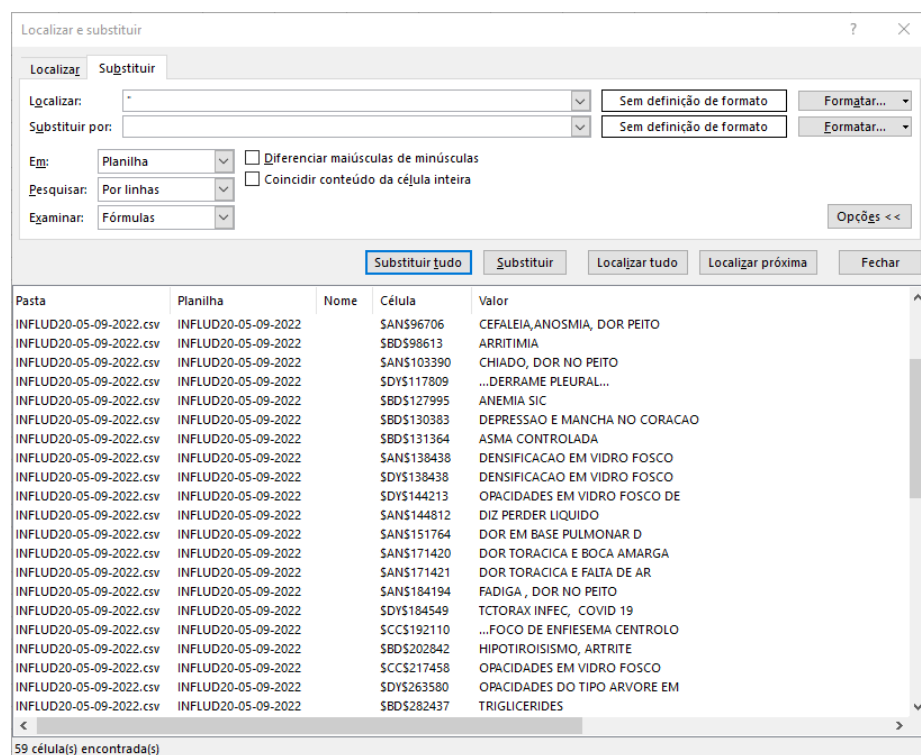 Localizar e substituir ?
Localizar Substituir
Localizar: " Sem definição de formato Formatar...
Substituir por: Sem definição de formato Formatar...
Em: Planilha Diferenciar maiúsculas de minúsculas
Pesquisar: Por linhas Coincidir conteúdo da célula inteira
Examinar: Fórmulas Opções <<
Substituir tudo Substituir Localizar tudo Localizar próxima Fechar
Pasta Planilha Nome Célula Valor
INFLUD20-05-09-2022.csv INFLUD20-05-09-2022 $AN$96706 CEFALEIA,ANOSMIA, DOR PEITO
INFLUD20-05-09-2022.csv INFLUD20-05-09-2022 $BD$98613 ARRITIMIA
INFLUD20-05-09-2022.csv INFLUD20-05-09-2022 $AN$103390 CHIADO, DOR NO PEITO
INFLUD20-05-09-2022.csv INFLUD20-05-09-2022 $DY$117809 ...DERRAME PLEURAL...
INFLUD20-05-09-2022.csv INFLUD20-05-09-2022 $BD$127995 ANEMIA SIC
INFLUD20-05-09-2022.csv INFLUD20-05-09-2022 $BD$130383 DEPRESSAO E MANCHA NO CORACAO
INFLUD20-05-09-2022.csv INFLUD20-05-09-2022 $BD$131364 ASMA CONTROLADA
INFLUD20-05-09-2022.csv INFLUD20-05-09-2022 $AN$138438 DENSIFICACAO EM VIDRO FOSCO
INFLUD20-05-09-2022.csv INFLUD20-05-09-2022 $DY$138438 DENSIFICACAO EM VIDRO FOSCO
INFLUD20-05-09-2022.csv INFLUD20-05-09-2022 $DY$144213 OPACIDADES EM VIDRO FOSCO DE
INFLUD20-05-09-2022.csv INFLUD20-05-09-2022 $AN$144812 DIZ PERDER LIQUIDO
INFLUD20-05-09-2022.csv INFLUD20-05-09-2022 $AN$151764 DOR EM BASE PULMONAR D
INFLUD20-05-09-2022.csv INFLUD20-05-09-2022 $AN$171420 DOR TORACICA E BOCA AMARGA
INFLUD20-05-09-2022.csv INFLUD20-05-09-2022 $AN$171421 DOR TORACICA E FALTA DE AR
INFLUD20-05-09-2022.csv INFLUD20-05-09-2022 $AN$184194 FADIGA , DOR NO PEITO
INFLUD20-05-09-2022.csv INFLUD20-05-09-2022 $DY$184549 TCTORAX INFEC, COVID 19
INFLUD20-05-09-2022.csv INFLUD20-05-09-2022 $CC$192110 ...FOCO DE ENFIESEMA CENTROLO
INFLUD20-05-09-2022.csv INFLUD20-05-09-2022 $BD$202842 HIPOTIROISISMO, ARTRITE
INFLUD20-05-09-2022.csv INFLUD20-05-09-2022 $CC$217458 OPACIDADES EM VIDRO FOSCO
INFLUD20-05-09-2022.csv INFLUD20-05-09-2022 $DY$263580 OPACIDADES DO TIPO ARVORE EM
INFLUD20-05-09-2022.csv INFLUD20-05-09-2022 $BD$282437 TRIGLICERIDES
59 célula(s) encontrada(s)